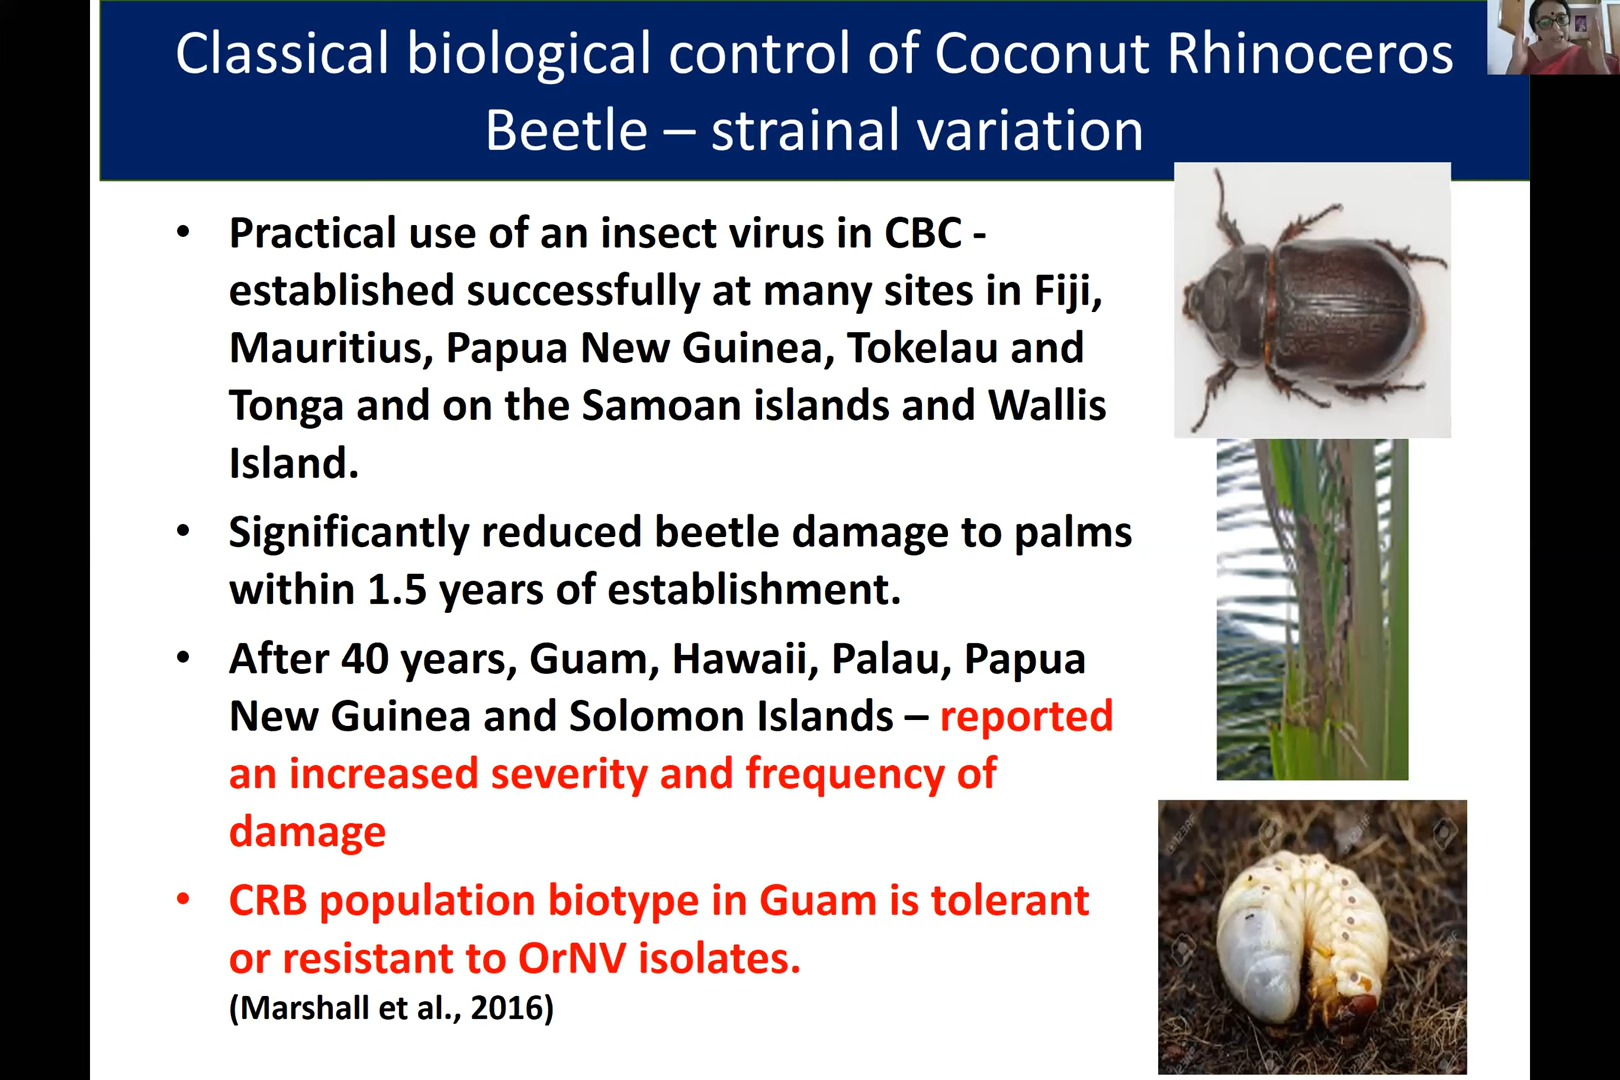 Classical biological control of Coconut Rhinoceros
Beetle – strainal variation
• Practical use of an insect virus in CBC -
established successfully at many sites in Fiji,
Mauritius, Papua New Guinea, Tokelau and
Tonga and on the Samoan islands and Wallis
Island.
• Significantly reduced beetle damage to palms
within 1.5 years of establishment.
• After 40 years, Guam, Hawaii, Palau, Papua
New Guinea and Solomon Islands – reported
an increased severity and frequency of
damage
• CRB population biotype in Guam is tolerant
or resistant to OrNV isolates.
(Marshall et al., 2016)